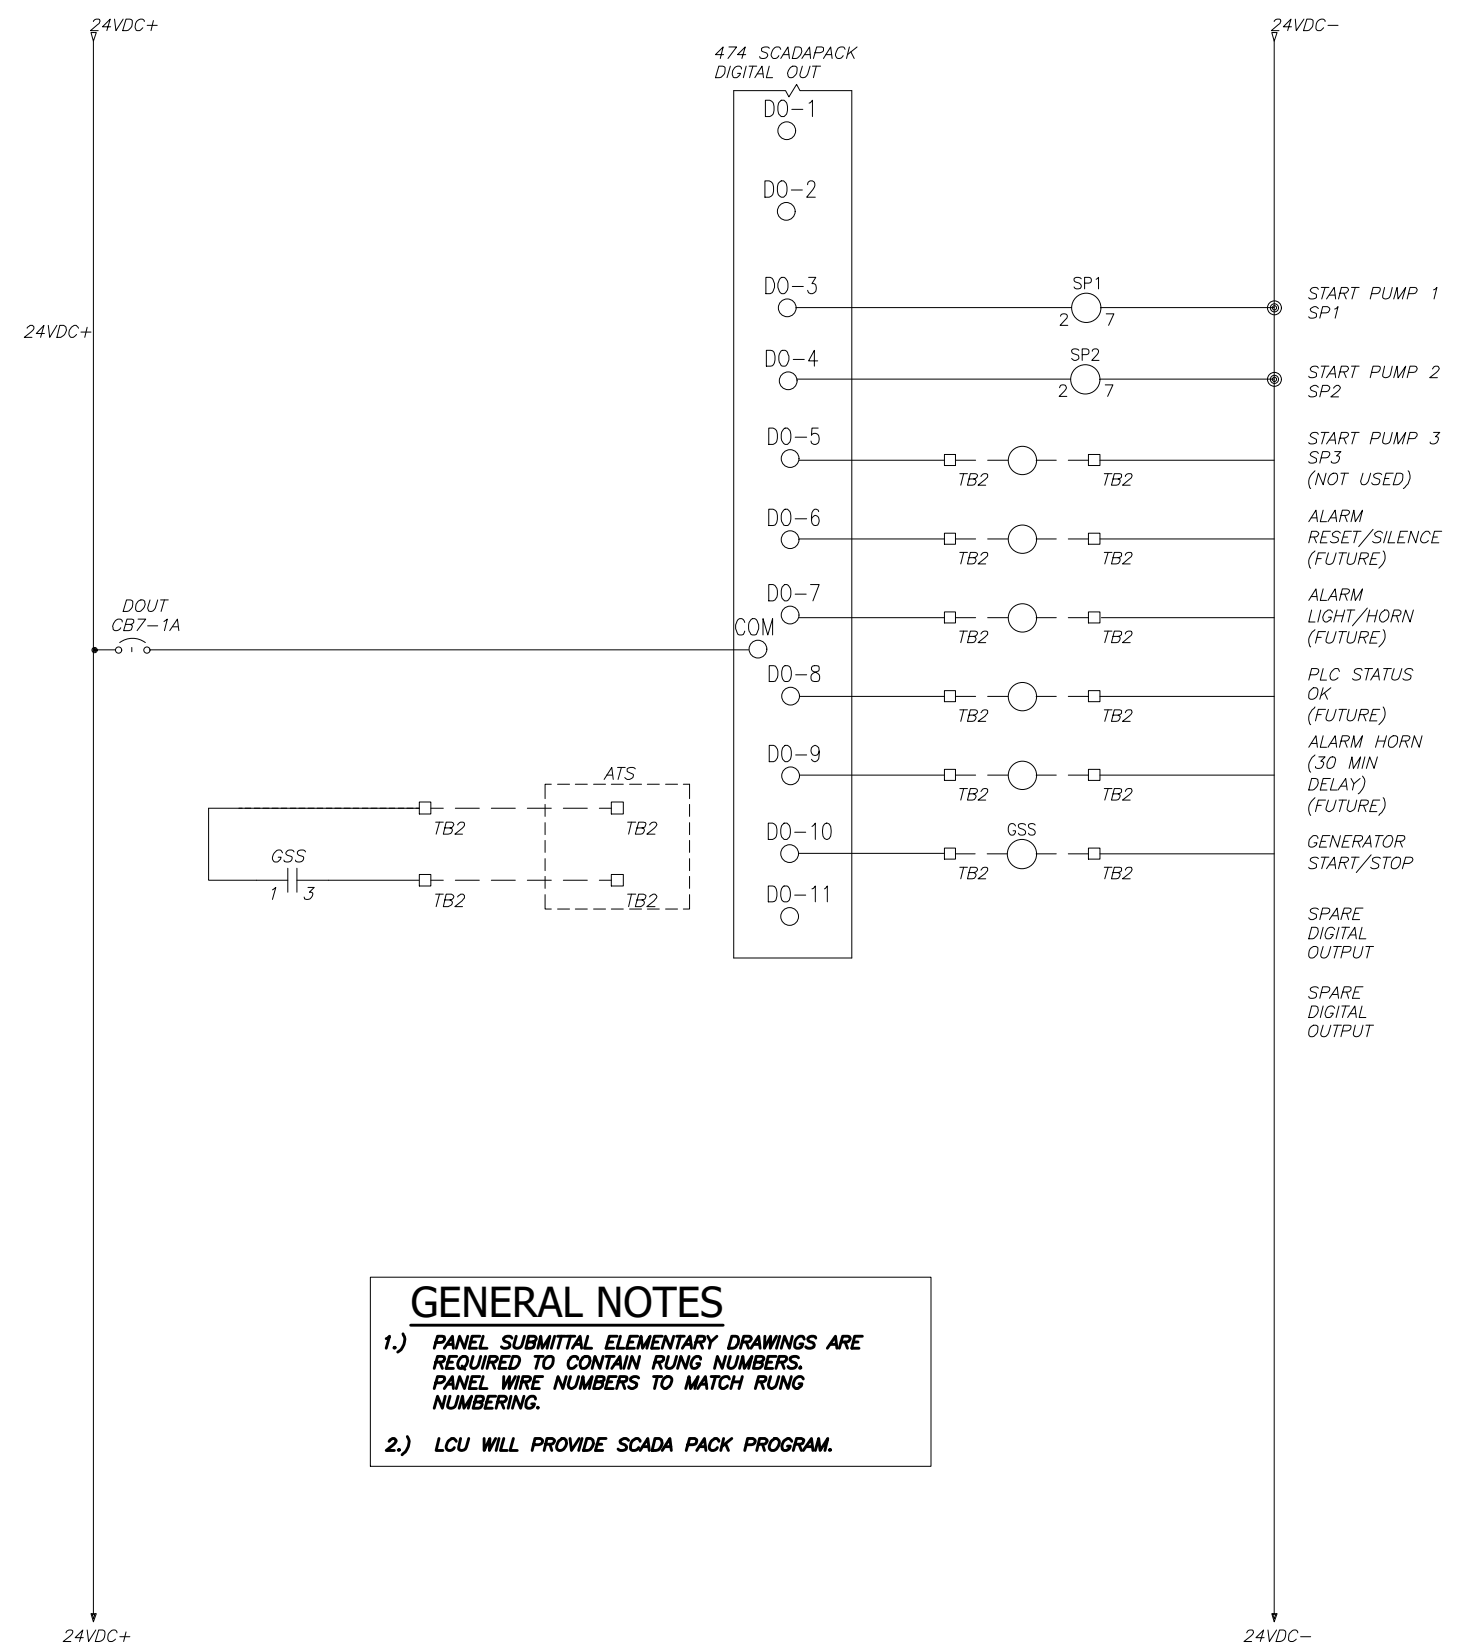 24VDC+
24VDC-
474 SCADAPACK
DIGITAL OUT
DO-1
DO-2
DO-3
SP1
2 7
START PUMP 1
SP1
24VDC+
DO-4
SP2
2 7
START PUMP 2
SP2
DO-5
TB2
TB2
START PUMP 3
SP3
(NOT USED)
DO-6
TB2
TB2
ALARM
RESET/SILENCE
(FUTURE)
DO-7
TB2
TB2
ALARM
LIGHT/HORN
(FUTURE)
DOUT
CB7-1A
COM
DO-8
TB2
TB2
PLC STATUS
OK
(FUTURE)
DO-9
TB2
TB2
ALARM HORN
(30 MIN
DELAY)
(FUTURE)
ATS
TB2
TB2
DO-10
GSS
TB2
TB2
GENERATOR
START/STOP
GSS
1 3
TB2
TB2
DO-11
SPARE
DIGITAL
OUTPUT
SPARE
DIGITAL
OUTPUT
GENERAL NOTES
1.) PANEL SUBMITTAL ELEMENTARY DRAWINGS ARE
REQUIRED TO CONTAIN RUNG NUMBERS.
PANEL WIRE NUMBERS TO MATCH RUNG
NUMBERING.
2.) LCU WILL PROVIDE SCADA PACK PROGRAM.
24VDC+
24VDC-